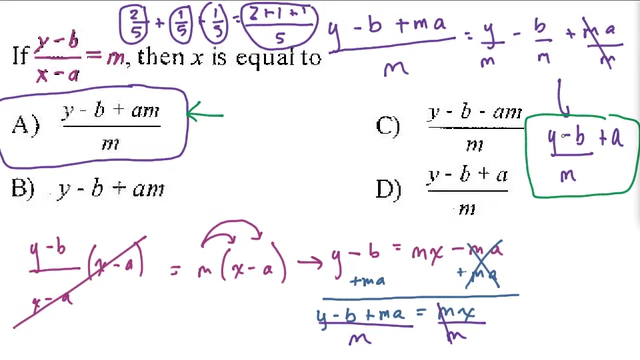 2/5 + 1/5 + 1/5 = 2+1+1/5
If y-b/x-a = m, then x is equal to
y - b + ma/m = y/m - b/m + ma/m
A) y - b + am/m
C) y - b - am/m
y-b/m + a
B) y - b + am
D) y - b + a/m
y-b/x-a (x-a) = m(x-a) → y - b = mx - ma
+ma +ma
y - b + ma/m = mx/m